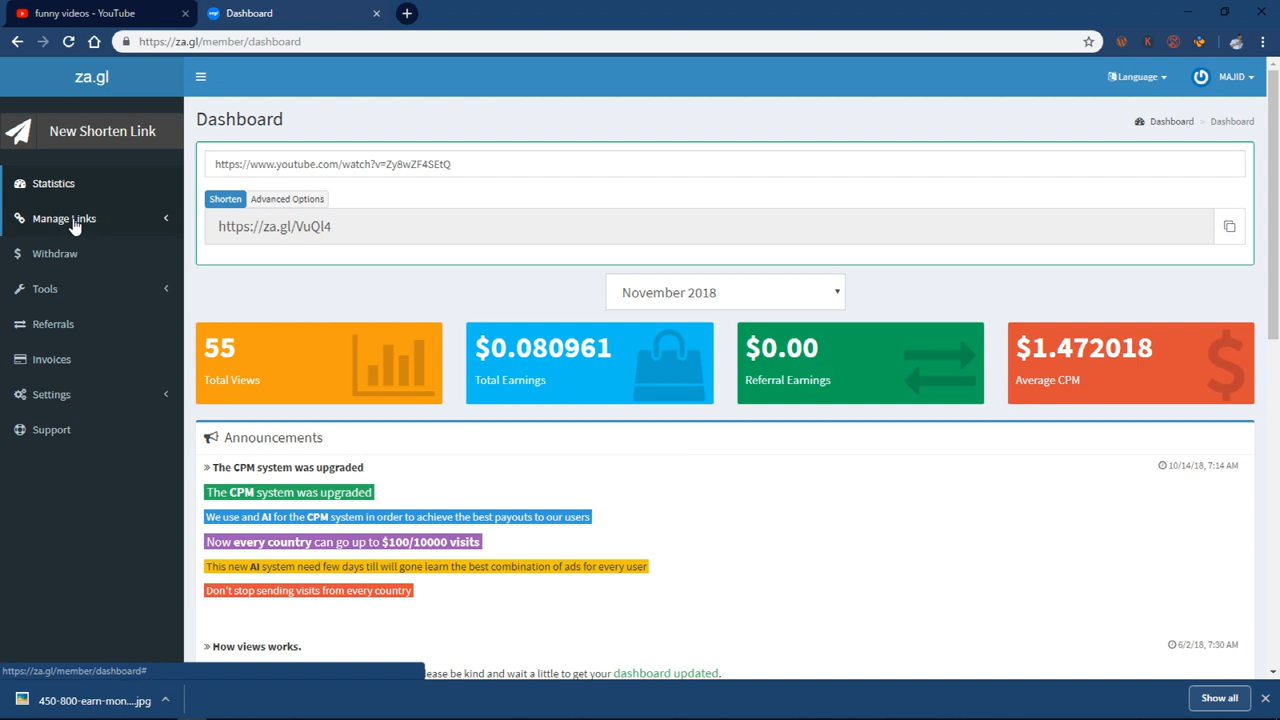 funny videos - YouTube
Dashboard
https://za.gl/member/dashboard
za.gl
Language
MAJID
New Shorten Link
Dashboard
Dashboard > Dashboard
https://www.youtube.com/watch?v=Zy8wZF4SEtQ
Statistics
Shorten Advanced Options
Manage Links
https://za.gl/VuQl4
Withdraw
Tools
November 2018
Referrals
55
Total Views
$0.080961
Total Earnings
$0.00
Referral Earnings
$1.472018
Average CPM
Invoices
Settings
Support
Announcements
» The CPM system was upgraded
10/14/18, 7:14 AM
The CPM system was upgraded
We use and AI for the CPM system in order to achieve the best payouts to our users
Now every country can go up to $100/10000 visits
This new AI system need few days till will gone learn the best combination of ads for every user
Don't stop sending visits from every country
» How views works.
6/2/18, 7:30 AM
https://za.gl/member/dashboard#
lease be kind and wait a little to get your dashboard updated.
450-800-earn-mon....jpg
Show all